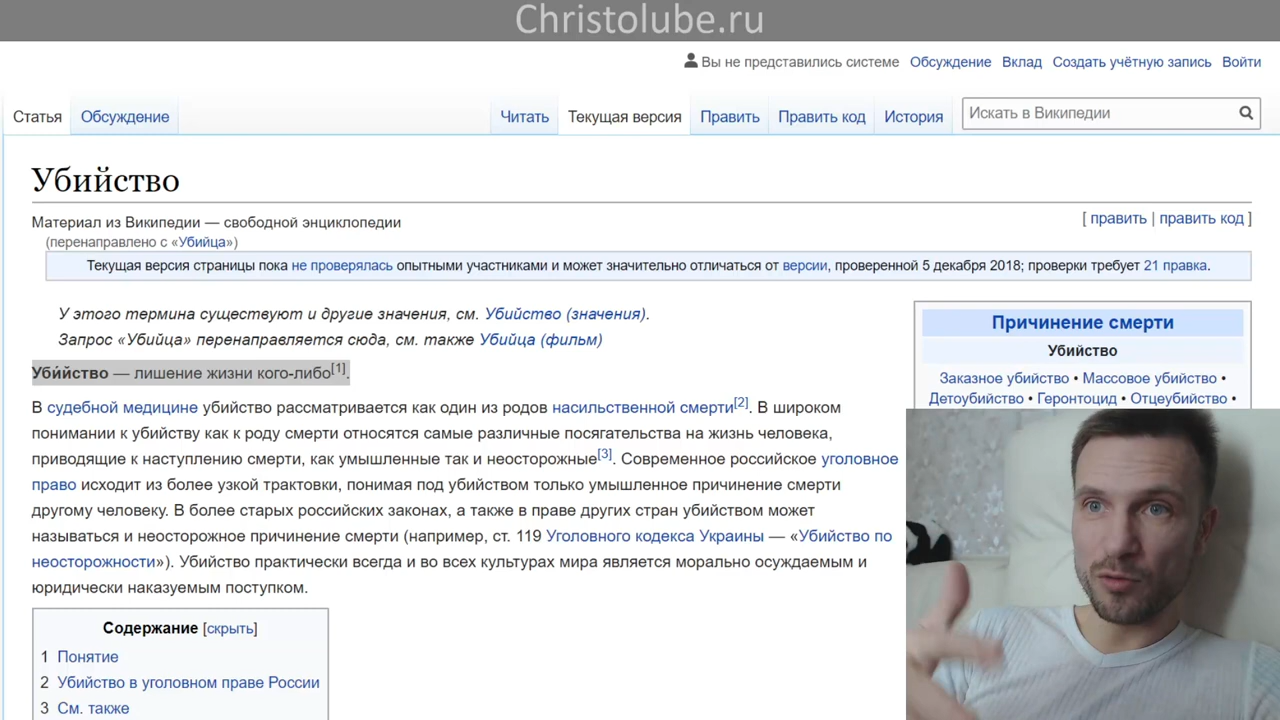 Christolube.ru
Вы не представились системе Обсуждение Вклад Создать учётную запись Войти
Статья Обсуждение Читать Текущая версия Править Править код История Искать в Википедии
Убийство
Материал из Википедии — свободной энциклопедии [ править | править код ]
(перенаправлено с «Убийца»)
Текущая версия страницы пока не проверялась опытными участниками и может значительно отличаться от версии, проверенной 5 декабря 2018; проверки требует 21 правка.
У этого термина существуют и другие значения, см. Убийство (значения).
Запрос «Убийца» перенаправляется сюда, см. также Убийца (фильм)
Уби́йство — лишение жизни кого-либо[1].
В судебной медицине убийство рассматривается как один из родов насильственной смерти[2]. В широком
понимании к убийству как к роду смерти относятся самые различные посягательства на жизнь человека,
приводящие к наступлению смерти, как умышленные так и неосторожные[3]. Современное российское уголовное
право исходит из более узкой трактовки, понимая под убийством только умышленное причинение смерти
другому человеку. В более старых российских законах, а также в праве других стран убийством может
называться и неосторожное причинение смерти (например, ст. 119 Уголовного кодекса Украины — «Убийство по
неосторожности»). Убийство практически всегда и во всех культурах мира является морально осуждаемым и
юридически наказуемым поступком.
Причинение смерти
Убийство
Заказное убийство • Массовое убийство •
Детоубийство • Геронтоцид • Отцеубийство •
Содержание [скрыть]
1 Понятие
2 Убийство в уголовном праве России
3 См. также